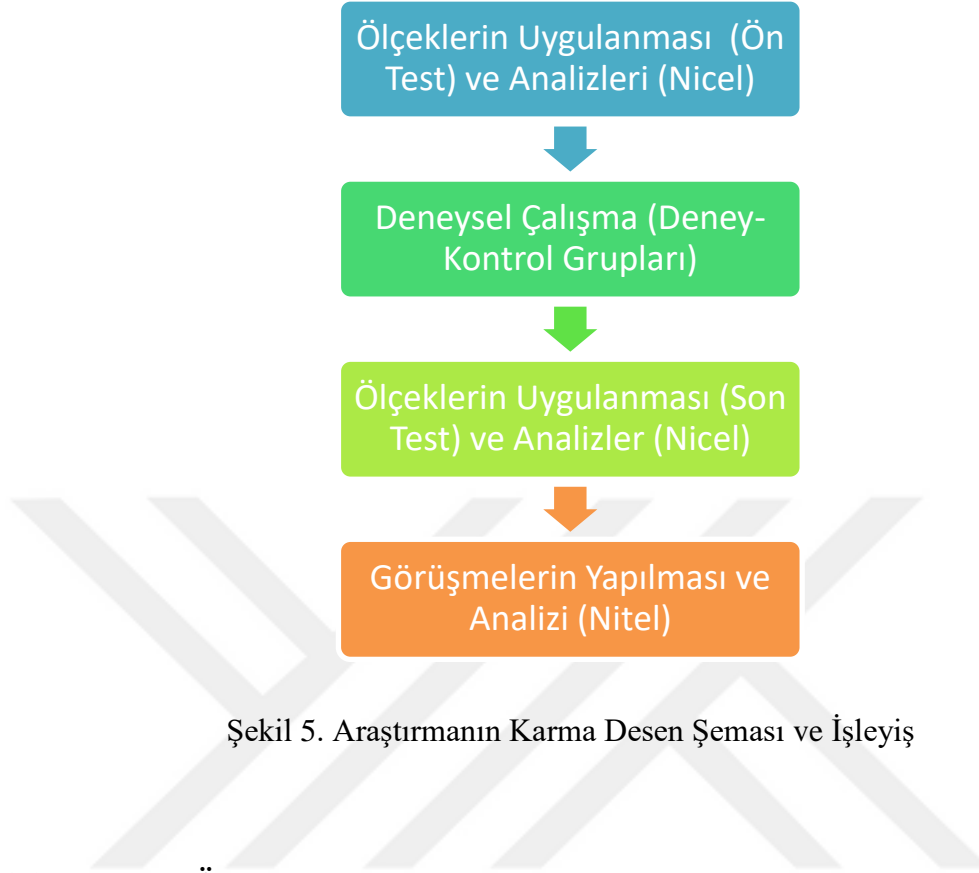 Ölçeklerin Uygulanması (Ön
Test) ve Analizleri (Nicel)
Deneysel Çalışma (Deney-
Kontrol Grupları)
Ölçeklerin Uygulanması (Son
Test) ve Analizler (Nicel)
Görüşmelerin Yapılması ve
Analizi (Nitel)
Şekil 5. Araştırmanın Karma Desen Şeması ve İşleyiş